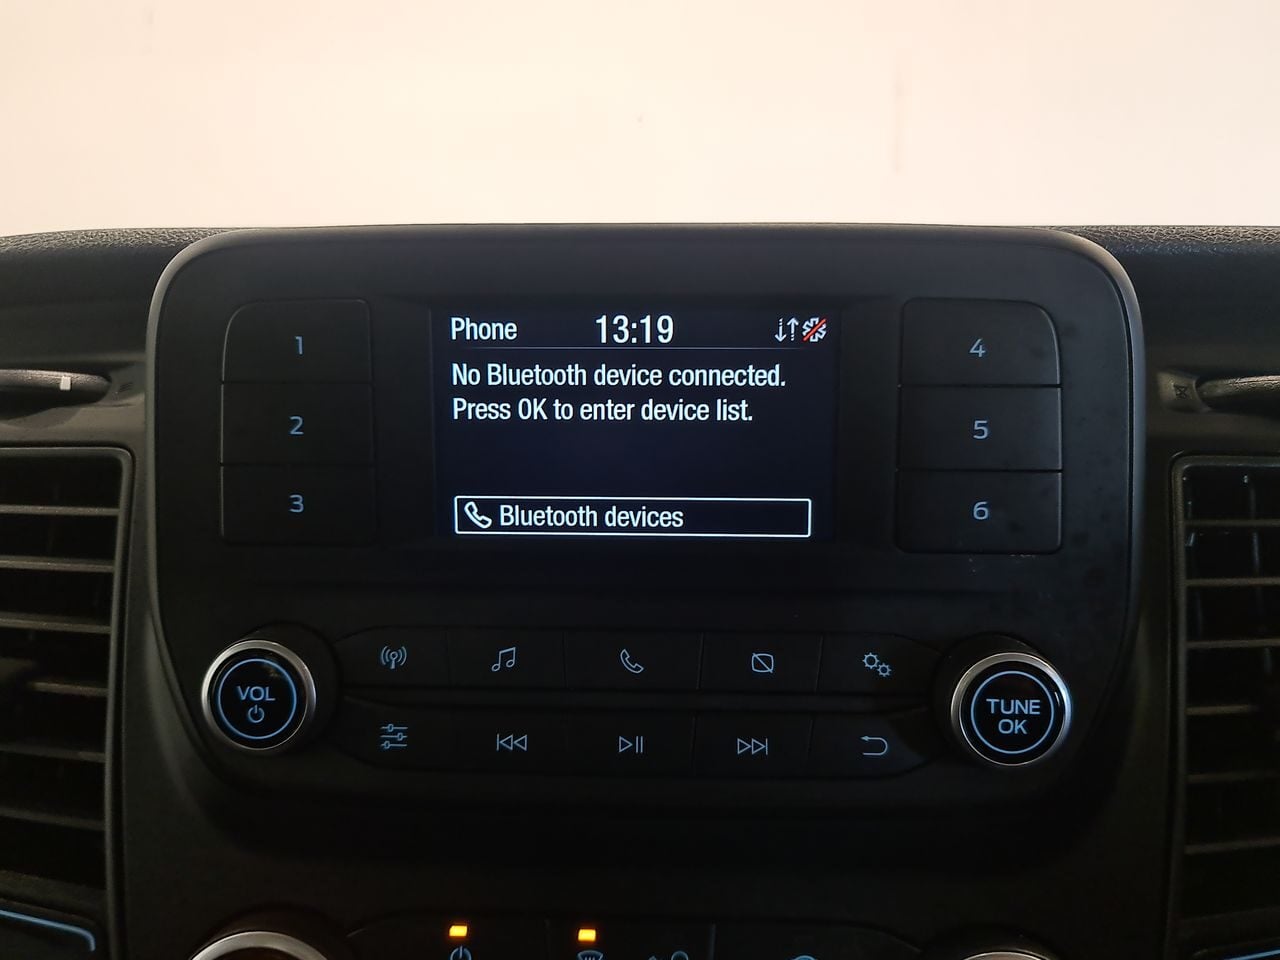 Phone 13:19
No Bluetooth device connected.
Press OK to enter device list.
Bluetooth devices
1
2
3
4
5
6
VOL
TUNE
OK